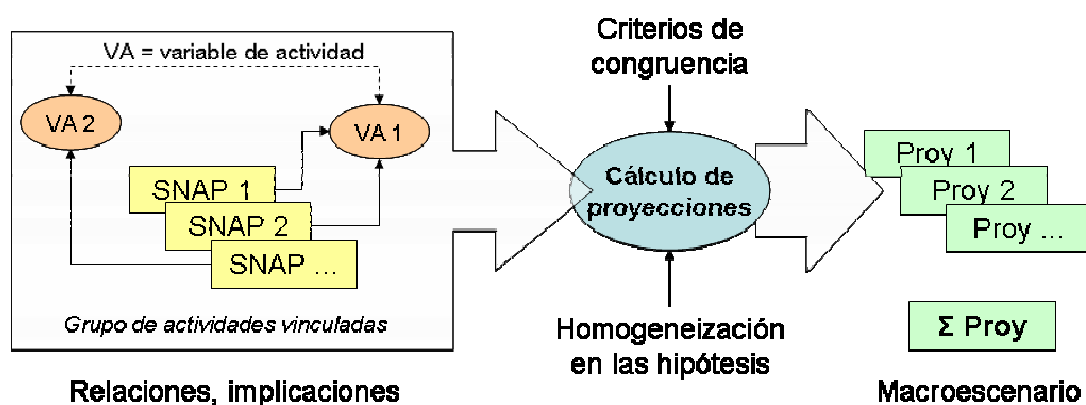 VA = variable de actividad
VA 2
VA 1
SNAP 1
SNAP 2
SNAP ...
Grupo de actividades vinculadas
Relaciones, implicaciones
Criterios de
congruencia
Cálculo de
proyecciones
Homogeneización
en las hipótesis
Proy 1
Proy 2
Proy ...
Σ Proy
Macroescenario